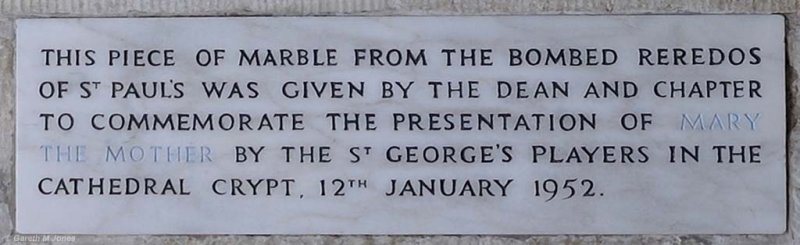 THIS PIECE OF MARBLE FROM THE BOMBED REREDOS
OF ST PAUL'S WAS GIVEN BY THE DEAN AND CHAPTER
TO COMMEMORATE THE PRESENTATION OF MARY
THE MOTHER BY THE ST GEORGE'S PLAYERS IN THE
CATHEDRAL CRYPT, 12TH JANUARY 1952.
© Gareth M Jones